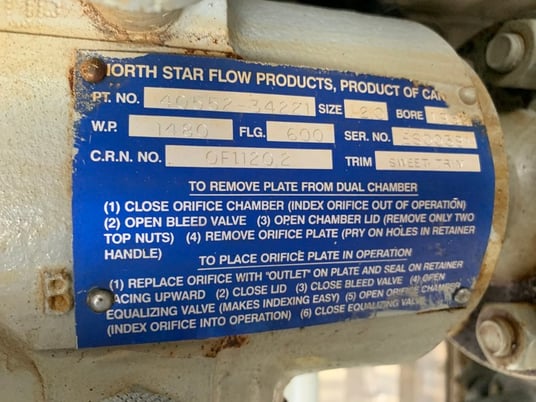 NORTH STAR FLOW PRODUCTS, PRODUCT OF
PT. NO. 40552-34271 SIZE BORE
W.P. 1480 FLG. 600 SER. NO.
C.R.N. NO. 0F1120.2 TRIM SWEET TRIM
TO REMOVE PLATE FROM DUAL CHAMBER
(1) CLOSE ORIFICE CHAMBER (INDEX ORIFICE OUT OF OPERATION)
(2) OPEN BLEED VALVE (3) OPEN CHAMBER LID (REMOVE ONLY TWO
TOP NUTS) (4) REMOVE ORIFICE PLATE (PRY ON HOLES IN RETAINER
HANDLE)
TO PLACE ORIFICE PLATE IN OPERATION
(1) REPLACE ORIFICE WITH "OUTLET" ON PLATE AND SEAL ON RETAINER
FACING UPWARD (2) CLOSE LID (3) CLOSE BLEED VALVE (4) OPEN
EQUALIZING VALVE (MAKES INDEXING EASY) (5) OPEN ORIFICE CHAMBER
(INDEX ORIFICE INTO OPERATION) (6) CLOSE EQUALIZING VALVE
B